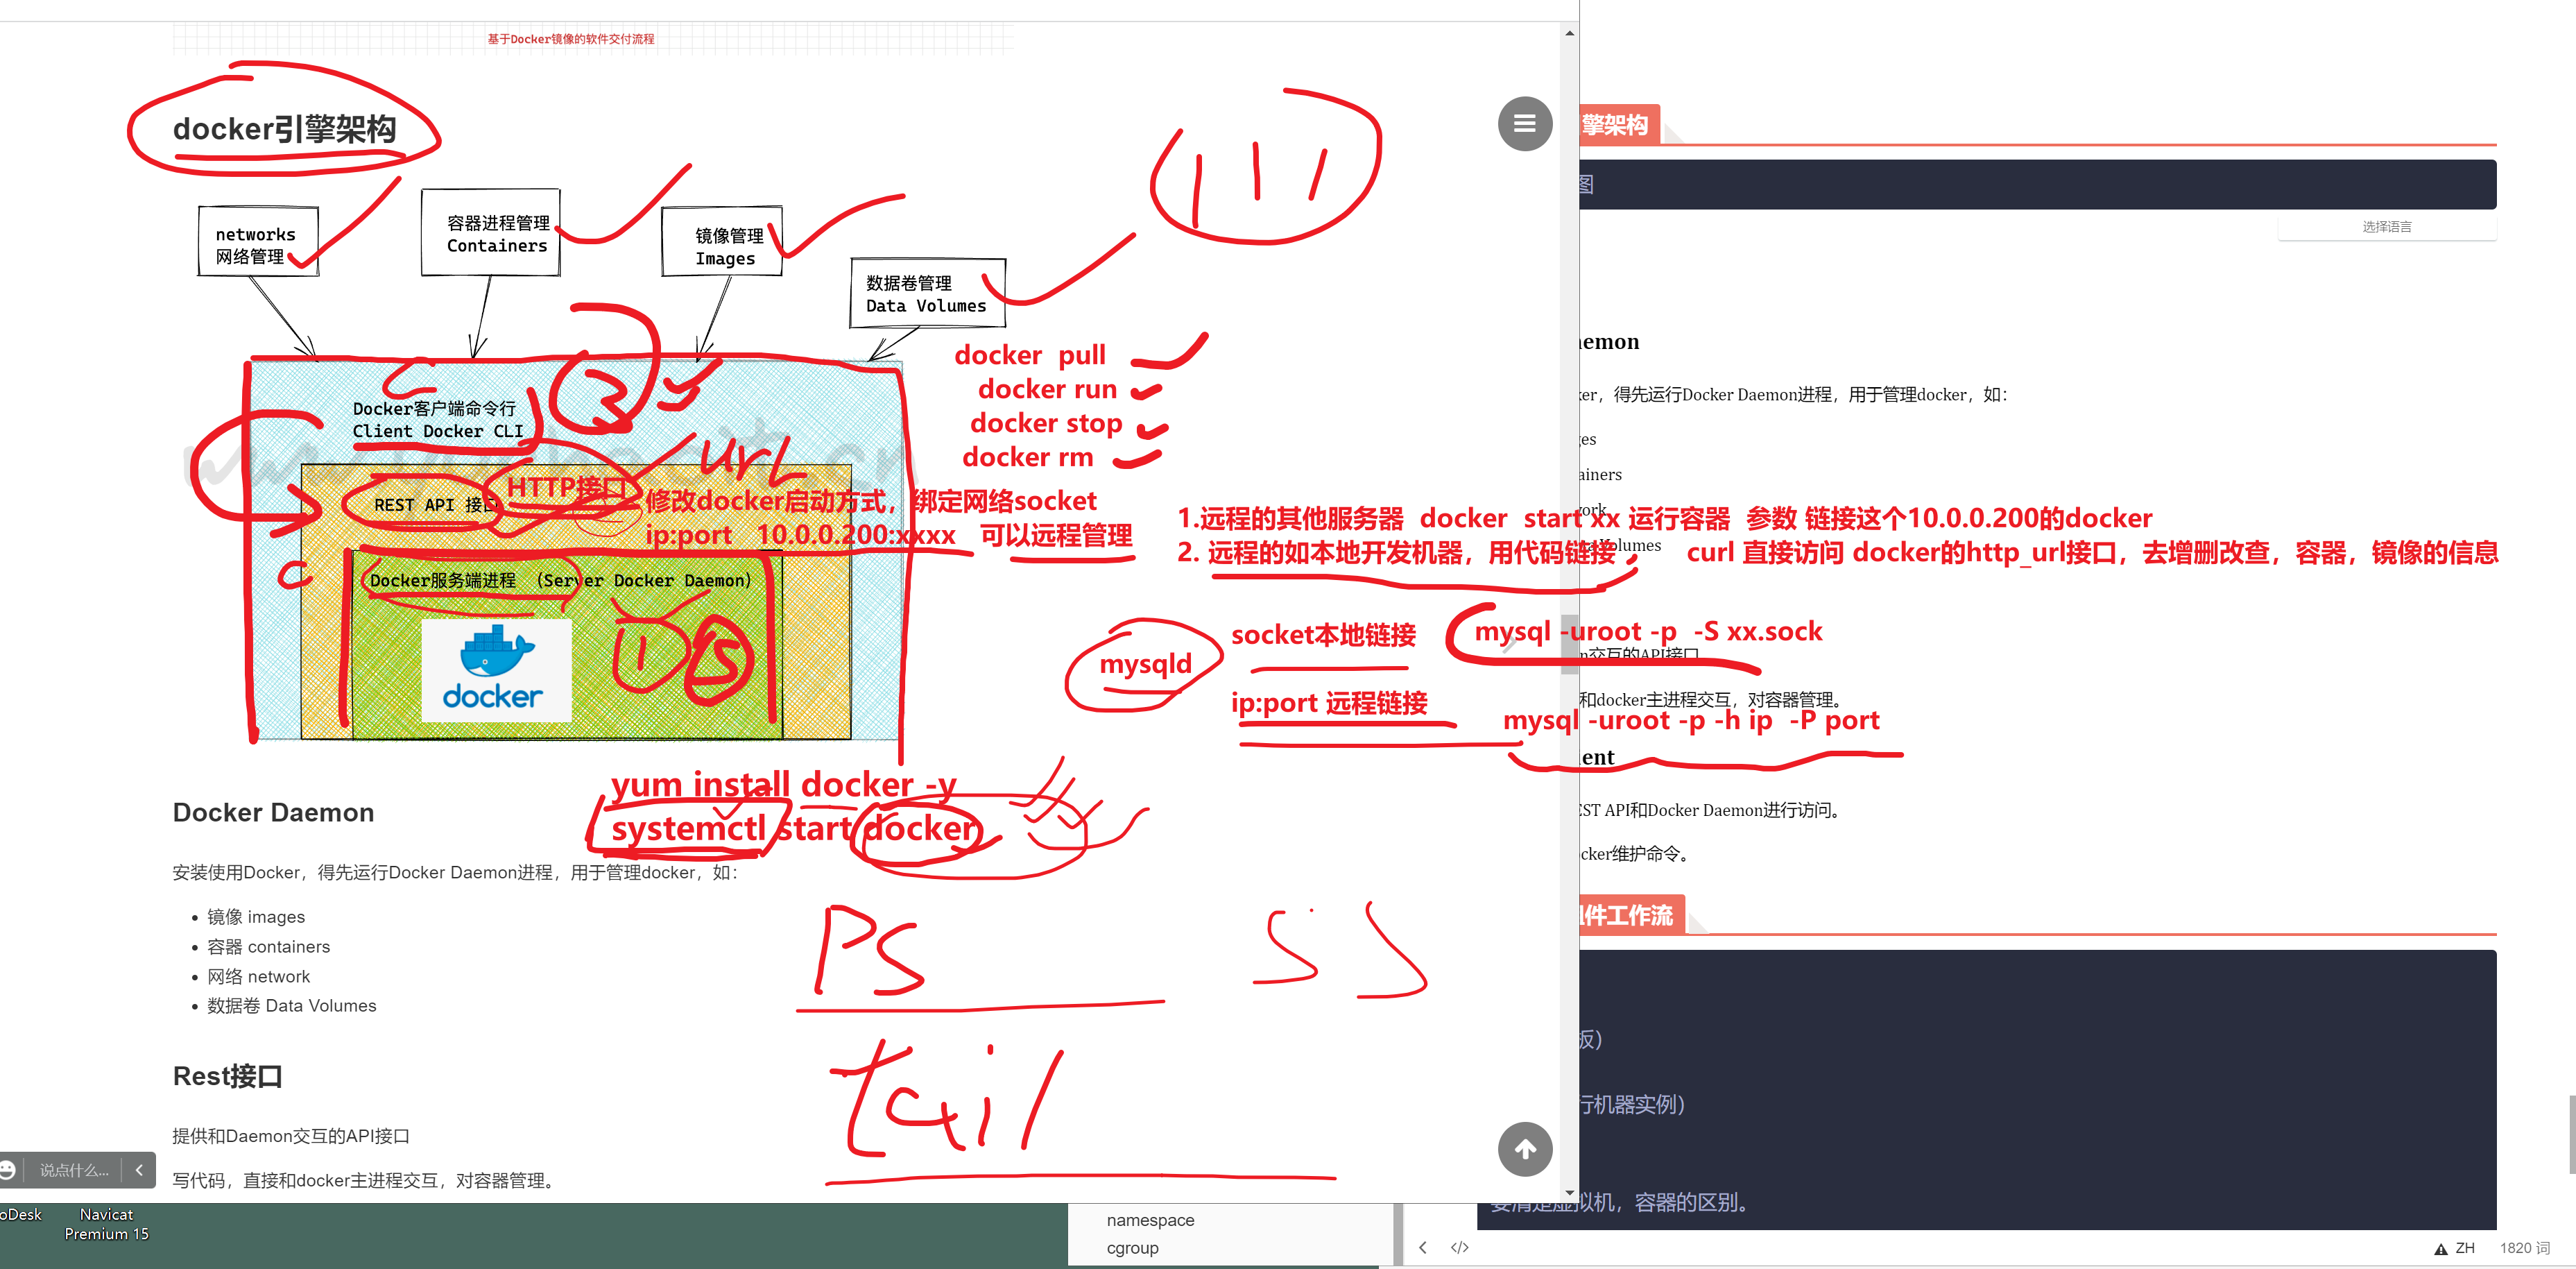 基于Docker镜像的软件交付流程
docker引擎架构
networks
网络管理
容器进程管理
Containers
镜像管理
Images
数据卷管理
Data Volumes
Docker客户端命令行
Client Docker CLI
3
url
REST API 接口
HTTP接口
docker pull
docker run
docker stop
docker rm
修改docker启动方式，绑定网络socket
ip:port 10.0.0.200:xxxx 可以远程管理
1.远程的其他服务器 docker start xx 运行容器 参数 链接这个10.0.0.200的docker
2. 远程的如本地开发机器，用代码链接 curl 直接访问 docker的http_url接口，去增删改查，容器，镜像的信息
C
Docker服务端进程 （Server Docker Daemon）
1
S
docker
mysqld
socket本地链接
mysql -uroot -p -S xx.sock
ip:port 远程链接
mysql -uroot -p -h ip -P port
yum install docker -y
systemctl start docker
Docker Daemon
安装使用Docker，得先运行Docker Daemon进程，用于管理docker，如：
镜像 images
容器 containers
网络 network
数据卷 Data Volumes
PS
SS
tail
Rest接口
提供和Daemon交互的API接口
写代码，直接和docker主进程交互，对容器管理。
说点什么...
擎架构
图
选择语言
aemon
ker，得先运行Docker Daemon进程，用于管理docker，如：
ges
ainers
ork
Volumes
n交互的API接口
和docker主进程交互，对容器管理。
ient
EST API和Docker Daemon进行访问。
cker维护命令。
组件工作流
板）
行机器实例）
要清楚虚拟机，容器的区别。
oDesk
Navicat
Premium 15
namespace
cgroup
ZH
1820 词